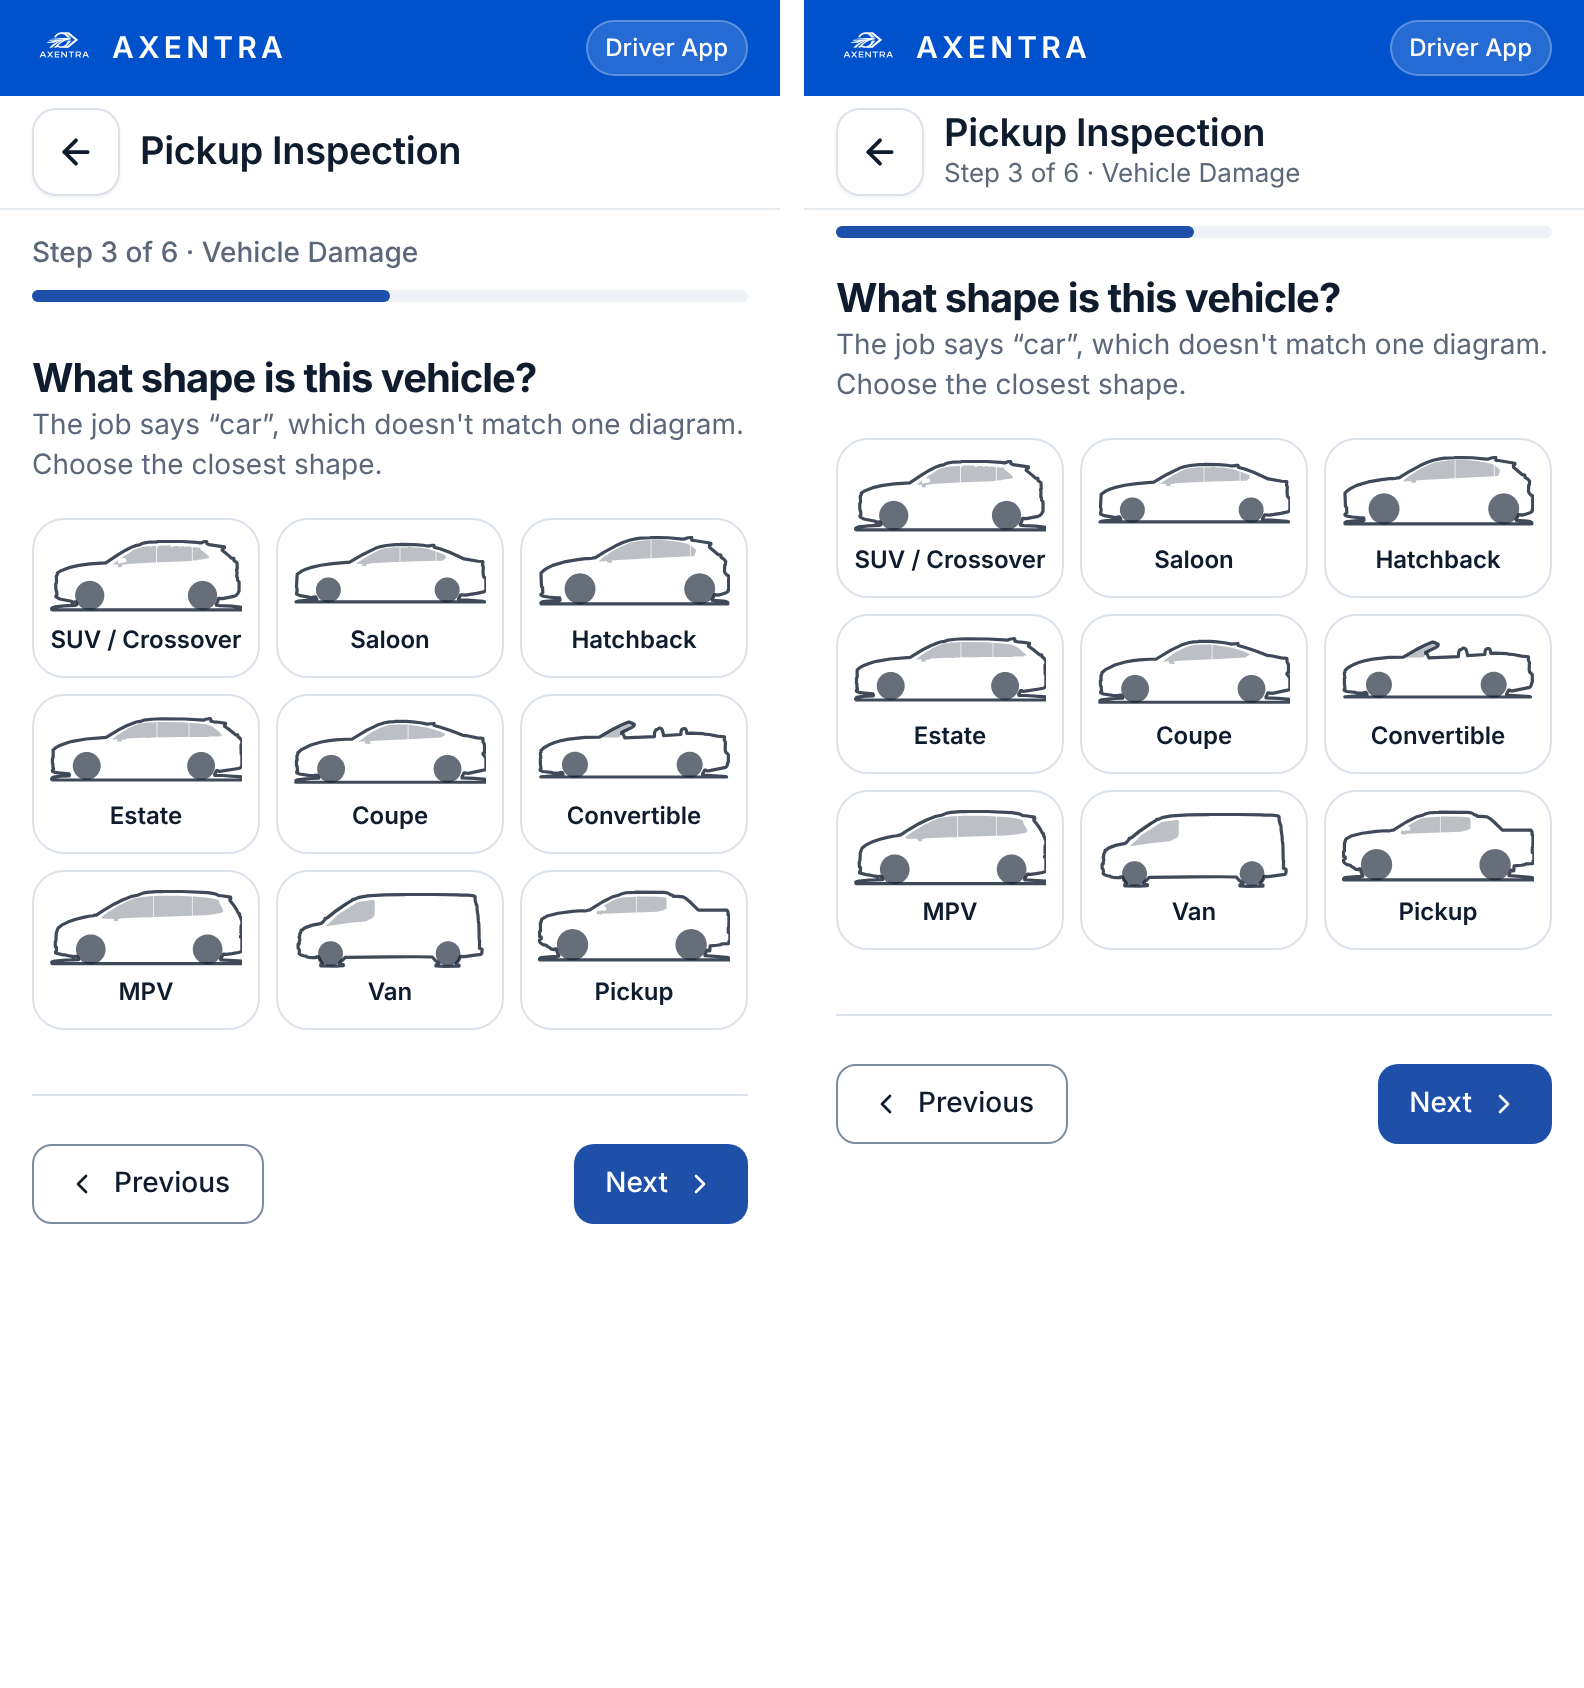 AXENTRA
AXENTRA
Driver App
Pickup Inspection
Step 3 of 6 · Vehicle Damage
What shape is this vehicle?
The job says “car”, which doesn't match one diagram.
Choose the closest shape.
SUV / Crossover
Saloon
Hatchback
Estate
Coupe
Convertible
MPV
Van
Pickup
Previous
Next
AXENTRA
AXENTRA
Driver App
Pickup Inspection
Step 3 of 6 · Vehicle Damage
What shape is this vehicle?
The job says “car”, which doesn't match one diagram.
Choose the closest shape.
SUV / Crossover
Saloon
Hatchback
Estate
Coupe
Convertible
MPV
Van
Pickup
Previous
Next